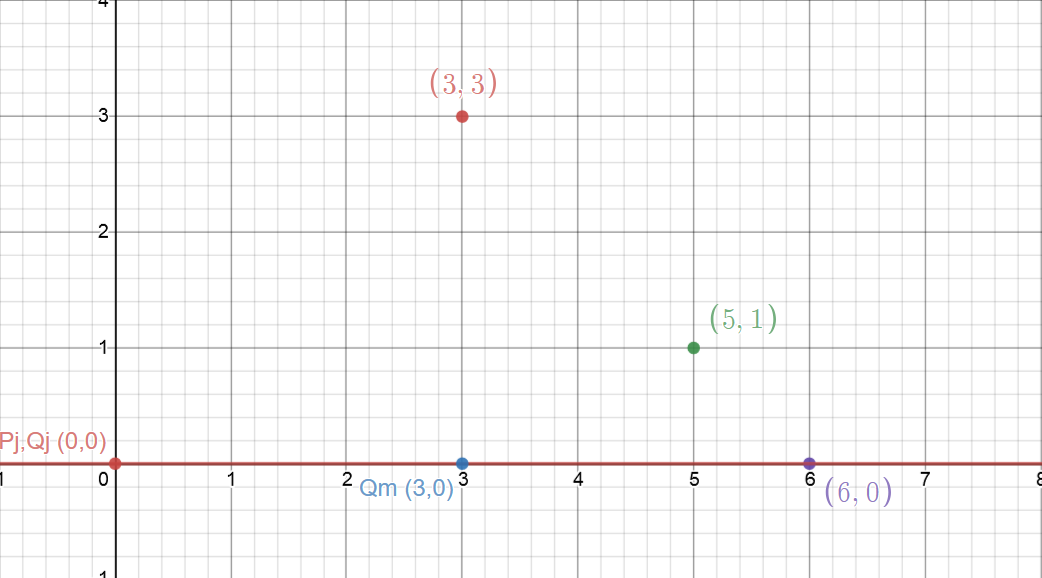 4
(3, 3)
3
2
(5, 1)
1
Pj,Qj (0,0)
1 0 1 2 3 4 5 6 7 8
Qm (3,0)
(6, 0)
1